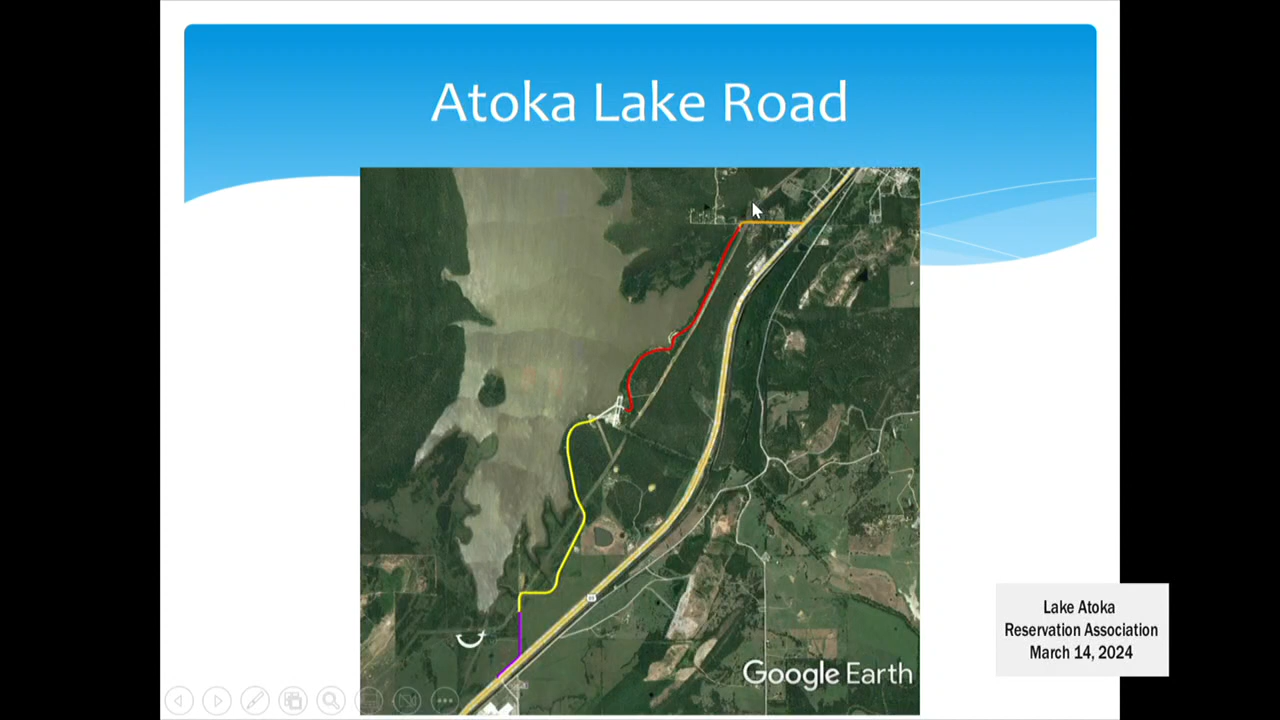 Atoka Lake Road
Google Earth
Lake Atoka
Reservation Association
March 14, 2024